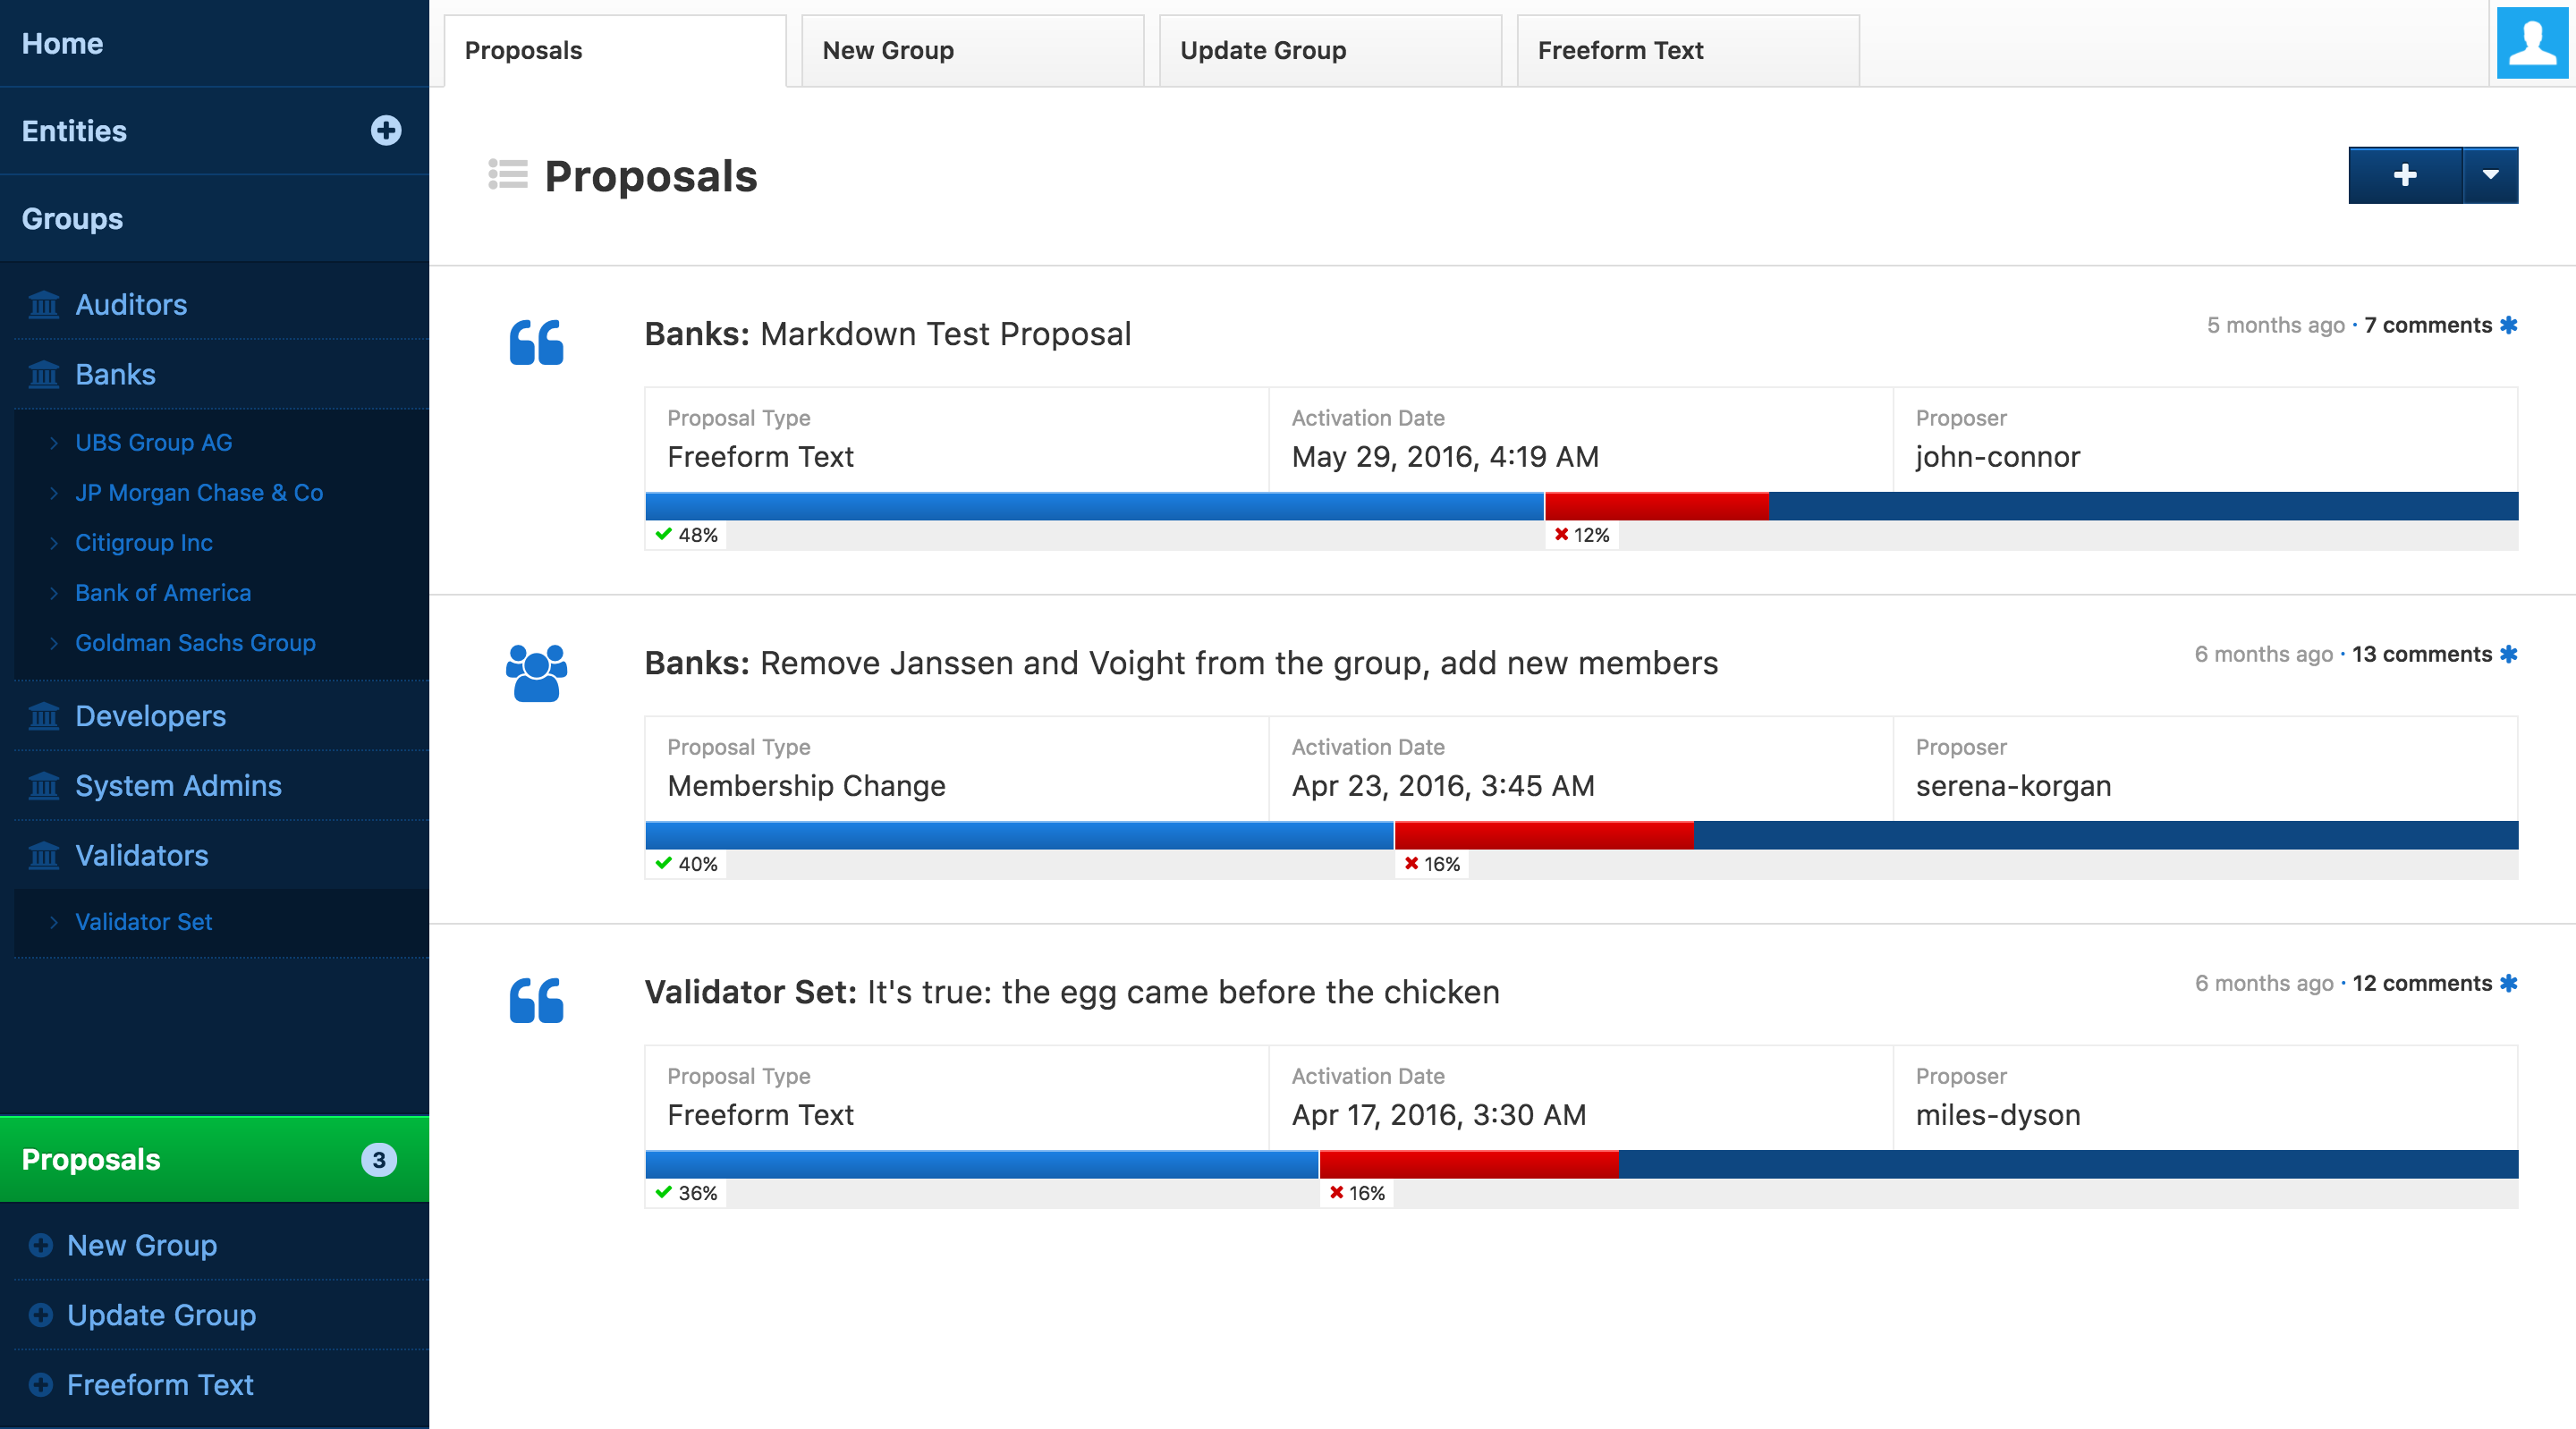 Home
Entities
Groups
Auditors
Banks
UBS Group AG
JP Morgan Chase & Co
Citigroup Inc
Bank of America
Goldman Sachs Group
Developers
System Admins
Validators
Validator Set
Proposals 3
New Group
Update Group
Freeform Text
Proposals New Group Update Group Freeform Text
Proposals
Banks: Markdown Test Proposal 5 months ago · 7 comments
Proposal Type Activation Date Proposer
Freeform Text May 29, 2016, 4:19 AM john-connor
48% 12%
Banks: Remove Janssen and Voight from the group, add new members 6 months ago · 13 comments
Proposal Type Activation Date Proposer
Membership Change Apr 23, 2016, 3:45 AM serena-korgan
40% 16%
Validator Set: It's true: the egg came before the chicken 6 months ago · 12 comments
Proposal Type Activation Date Proposer
Freeform Text Apr 17, 2016, 3:30 AM miles-dyson
36% 16%